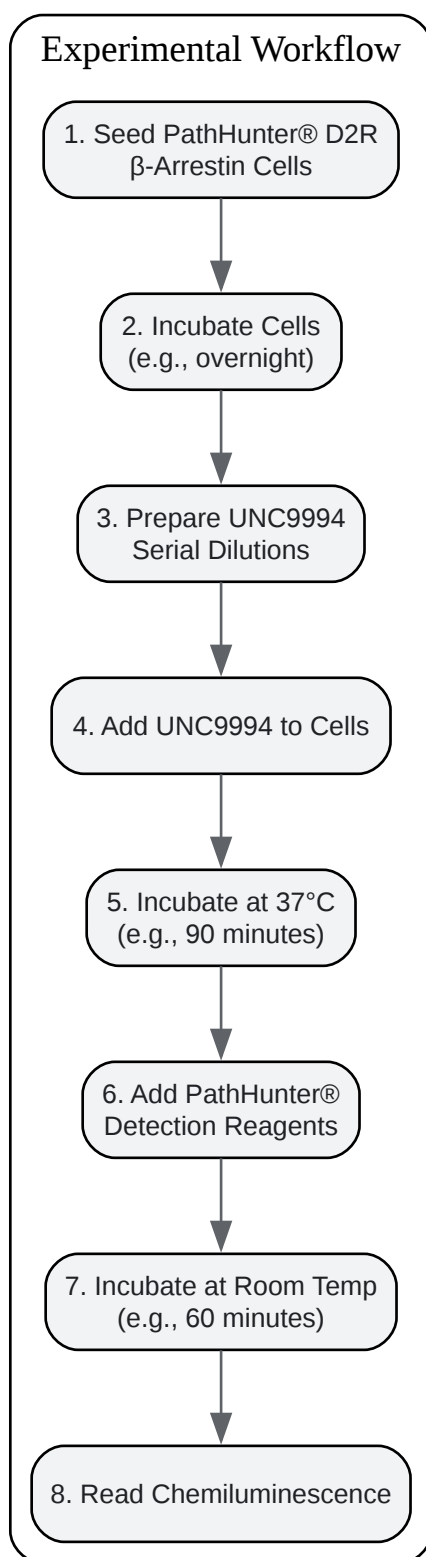 Experimental Workflow
1. Seed PathHunter® D2R
β-Arrestin Cells
2. Incubate Cells
(e.g., overnight)
3. Prepare UNC9994
Serial Dilutions
4. Add UNC9994 to Cells
5. Incubate at 37°C
(e.g., 90 minutes)
6. Add PathHunter®
Detection Reagents
7. Incubate at Room Temp
(e.g., 60 minutes)
8. Read Chemiluminescence